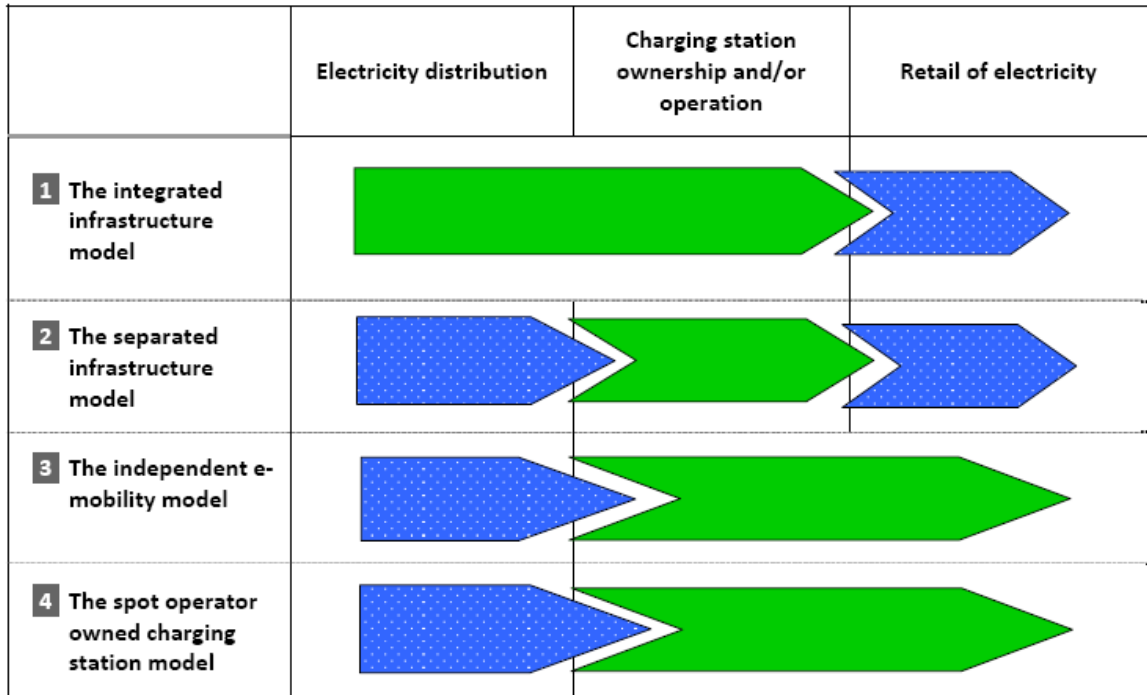 Electricity distribution
Charging station
ownership and/or
operation
Retail of electricity
1 The integrated
infrastructure
model
2 The separated
infrastructure
model
3 The independent e-
mobility model
4 The spot operator
owned charging
station model